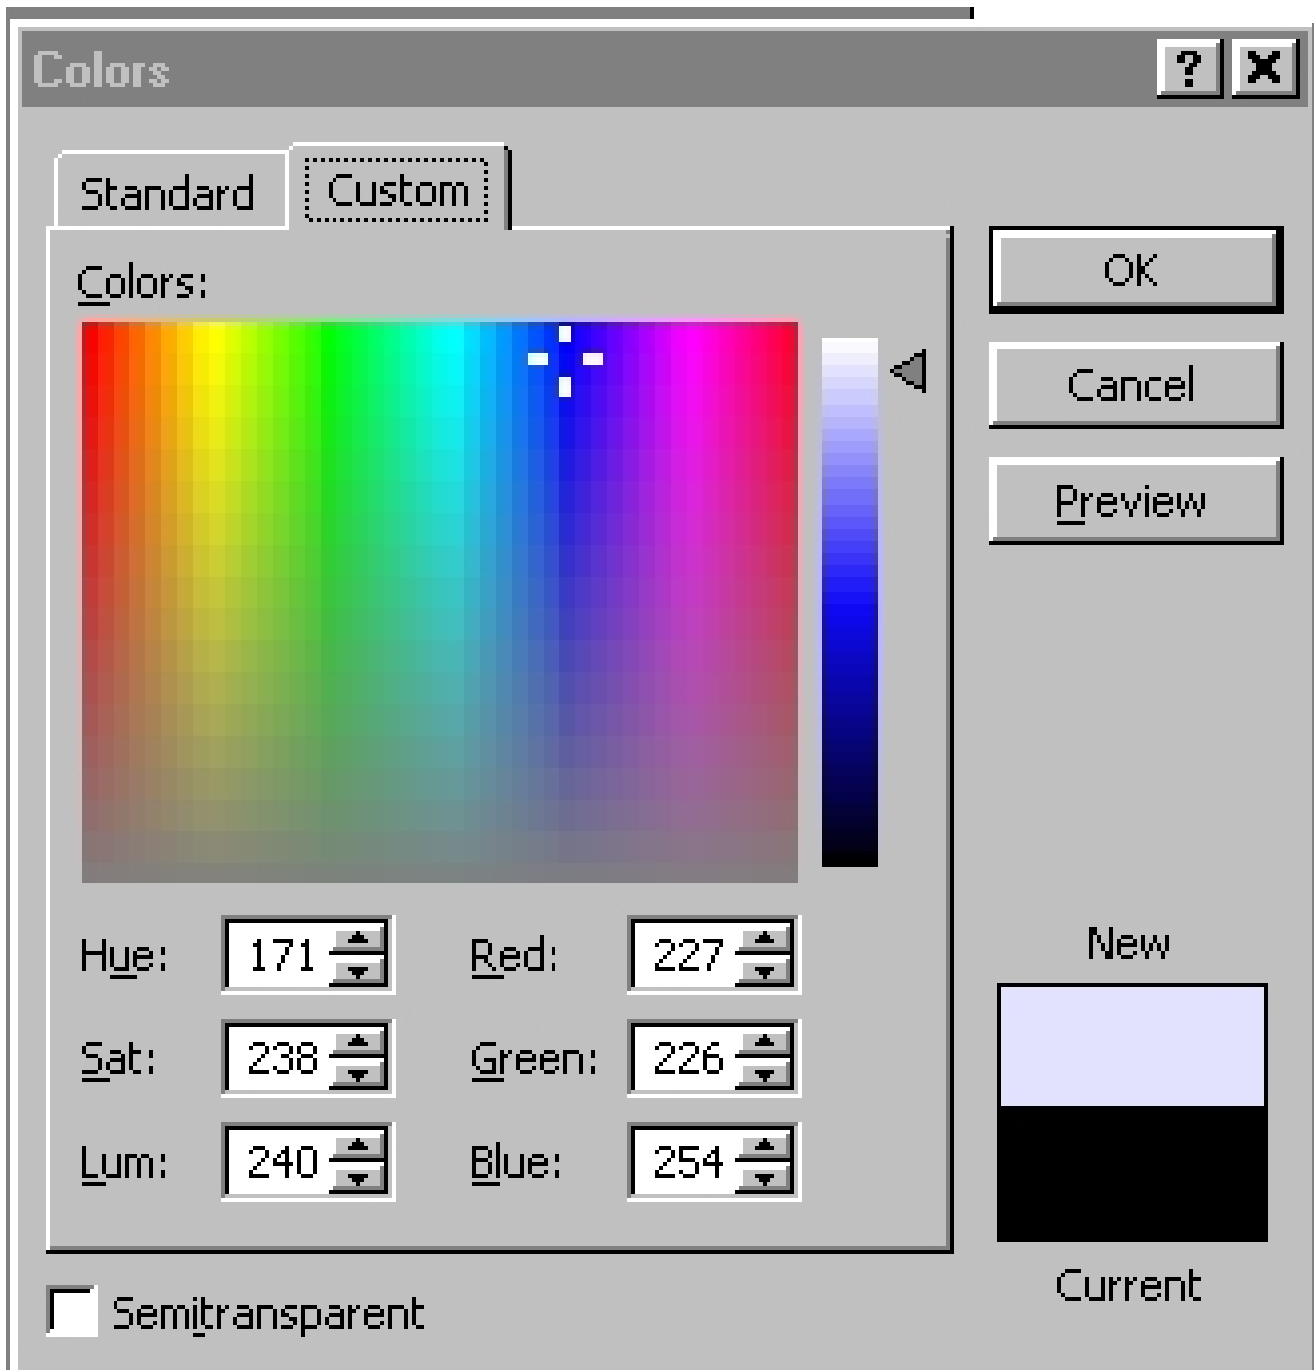 Colors
Standard Custom
Colors:
OK
Cancel
Preview
Hue: 171 Red: 227
New
Sat: 238 Green: 226
Lum: 240 Blue: 254
Current
Semitransparent